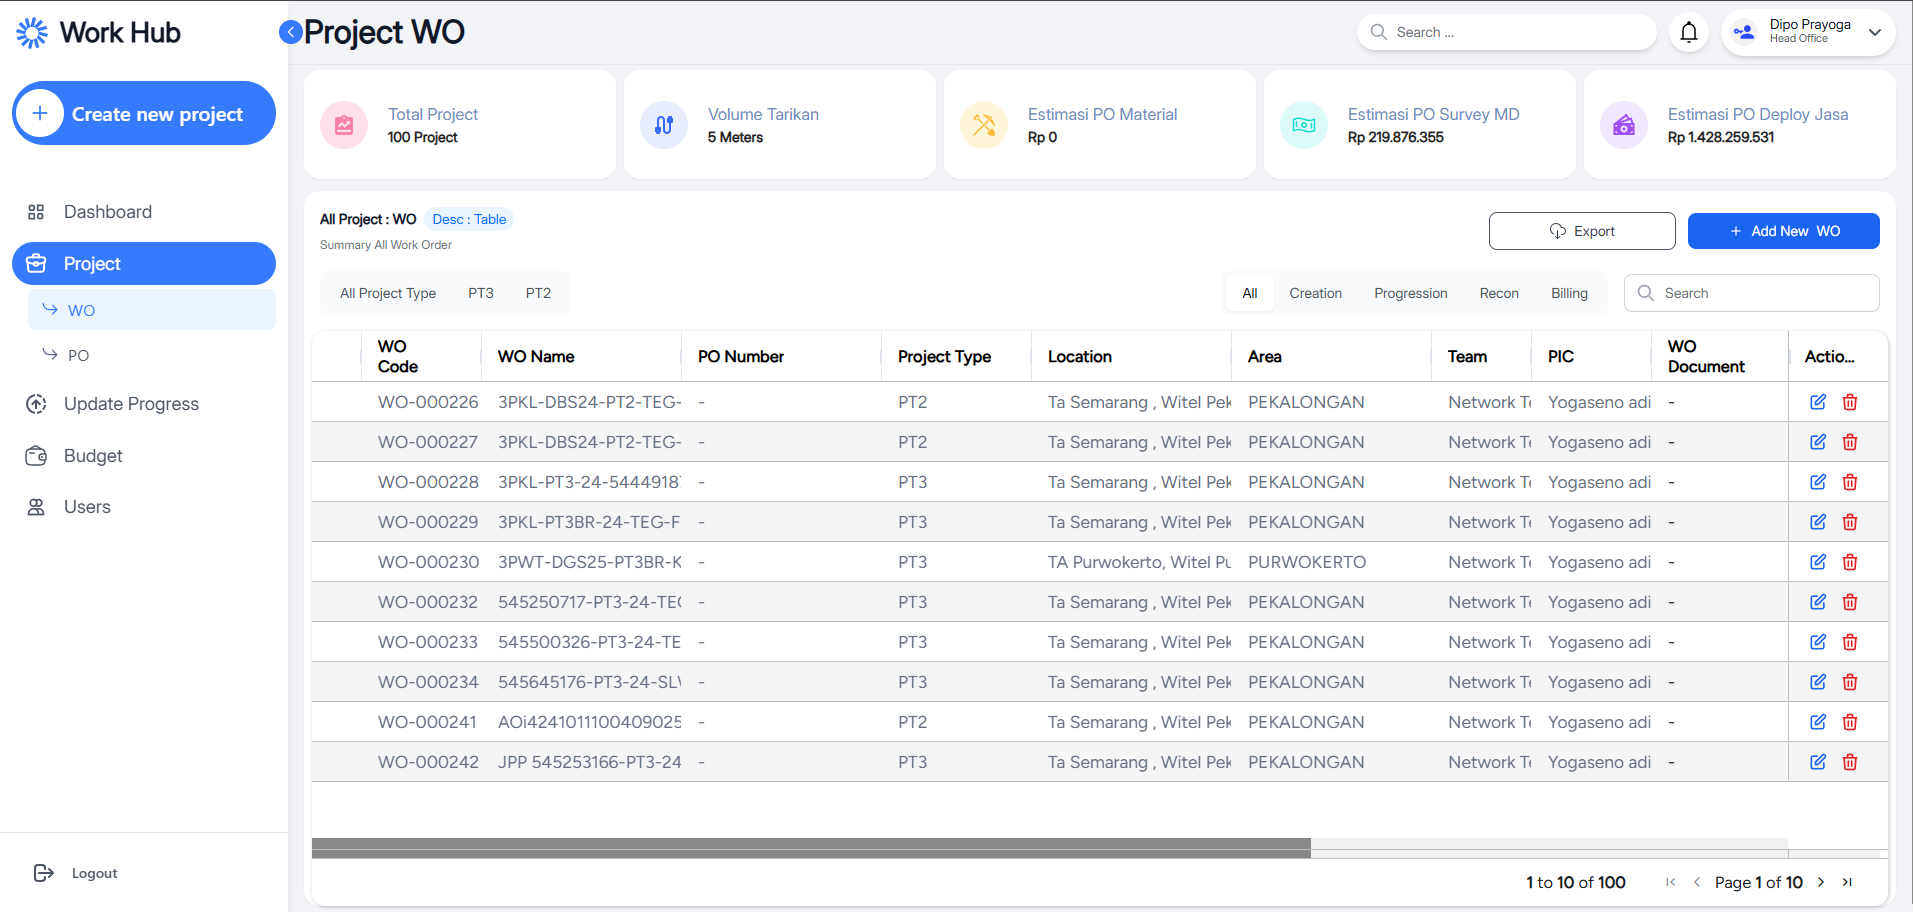 Work Hub
Project WO
Search ...
Dipo Prayoga
Head Office
Create new project
Dashboard
Project
WO
PO
Update Progress
Budget
Users
Logout
Total Project
100 Project
Volume Tarikan
5 Meters
Estimasi PO Material
Rp 0
Estimasi PO Survey MD
Rp 219.876.355
Estimasi PO Deploy Jasa
Rp 1.428.259.531
All Project : WO Desc : Table
Summary All Work Order
Export
+ Add New WO
All Project Type PT3 PT2
All Creation Progression Recon Billing
Search
WO Code WO Name PO Number Project Type Location Area Team PIC WO Document Actio...
WO-000226 3PKL-DBS24-PT2-TEG- - PT2 Ta Semarang , Witel Pek PEKALONGAN Network Te Yogaseno adi -
WO-000227 3PKL-DBS24-PT2-TEG- - PT2 Ta Semarang , Witel Pek PEKALONGAN Network Te Yogaseno adi -
WO-000228 3PKL-PT3-24-54449187 - PT3 Ta Semarang , Witel Pek PEKALONGAN Network Te Yogaseno adi -
WO-000229 3PKL-PT3BR-24-TEG-F - PT3 Ta Semarang , Witel Pek PEKALONGAN Network Te Yogaseno adi -
WO-000230 3PWT-DGS25-PT3BR-K - PT3 TA Purwokerto, Witel Pu PURWOKERTO Network Te Yogaseno adi -
WO-000232 545250717-PT3-24-TEG - PT3 Ta Semarang , Witel Pek PEKALONGAN Network Te Yogaseno adi -
WO-000233 545500326-PT3-24-TE - PT3 Ta Semarang , Witel Pek PEKALONGAN Network Te Yogaseno adi -
WO-000234 545645176-PT3-24-SLW - PT3 Ta Semarang , Witel Pek PEKALONGAN Network Te Yogaseno adi -
WO-000241 AOi4241011100409025 - PT2 Ta Semarang , Witel Pek PEKALONGAN Network Te Yogaseno adi -
WO-000242 JPP 545253166-PT3-24 - PT3 Ta Semarang , Witel Pek PEKALONGAN Network Te Yogaseno adi -
1 to 10 of 100 Page 1 of 10